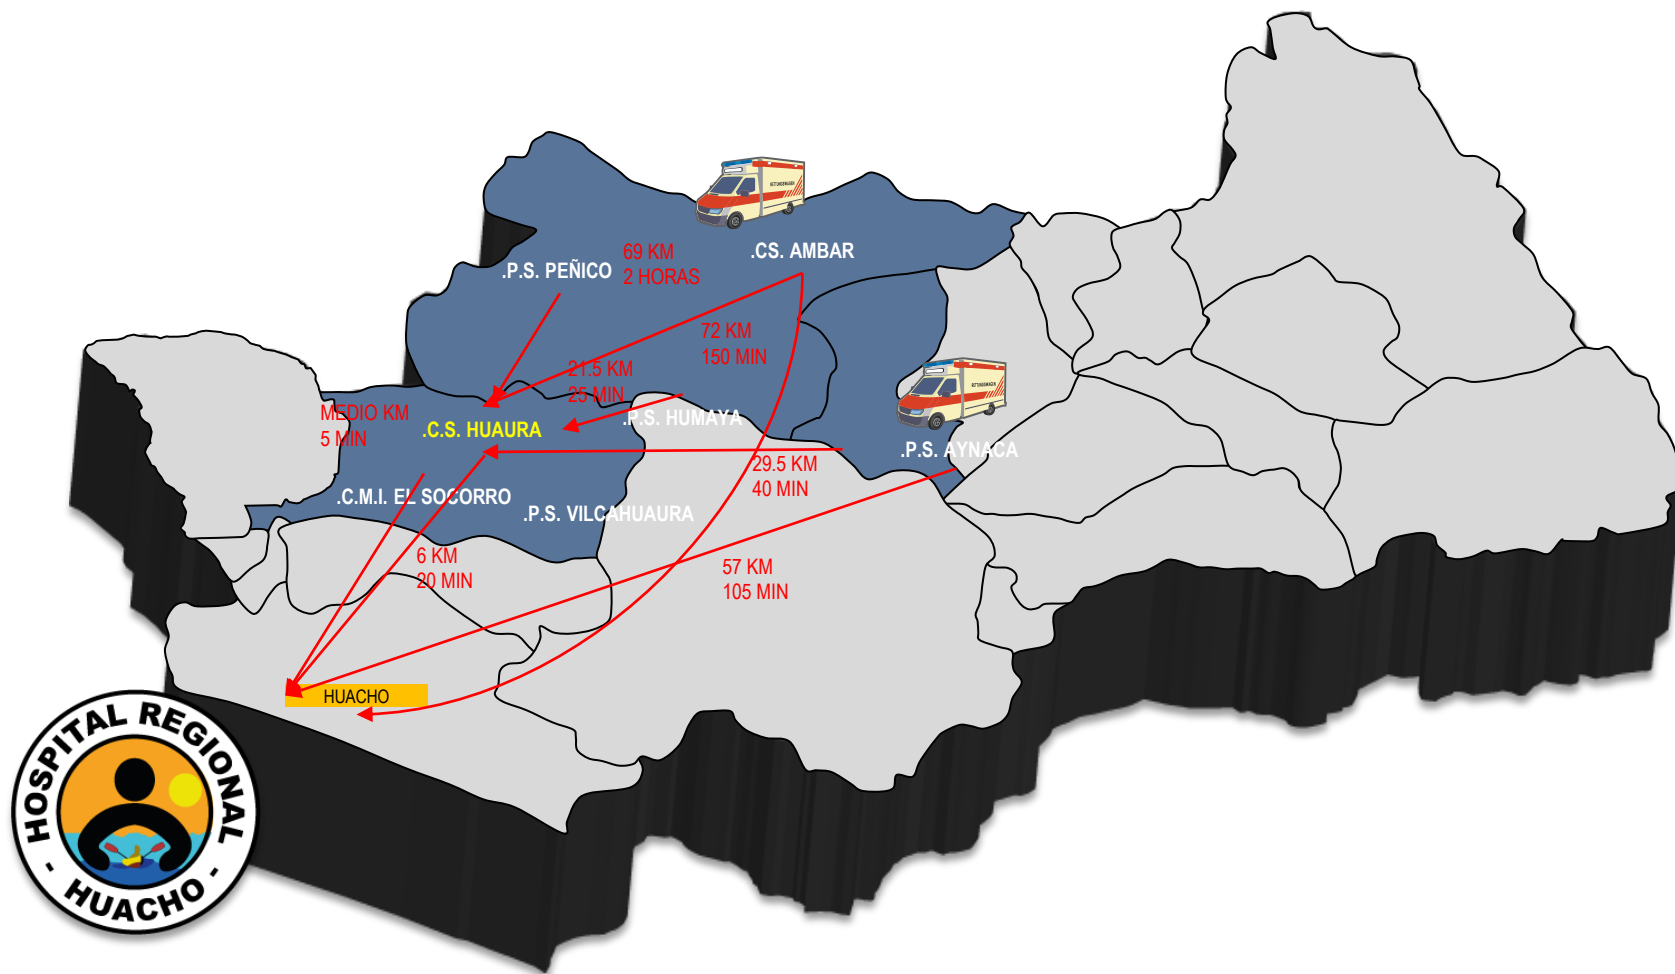 RETTUNGSWAGEN
69 KM
2 HORAS
.CS. AMBAR
.P.S. PEÑICO
72 KM
150 MIN
21.5 KM
25 MIN
RETTUNGSWAGEN
MEDIO KM
5 MIN
.C.S. HUAURA
.P.S. HUMAYA
.P.S. AYNACA
29.5 KM
40 MIN
.C.M.I. EL SOCORRO
.P.S. VILCAHUAURA
6 KM
20 MIN
57 KM
105 MIN
HUACHO
HOSPITAL REGIONAL
- HUACHO -